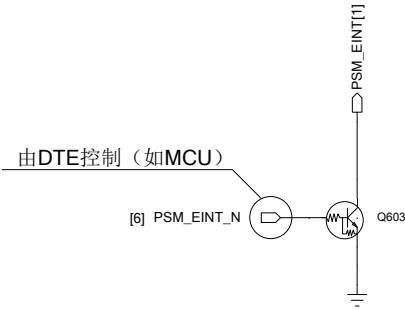 PSM_EINT[1]
由DTE控制（如MCU）
[6] PSM_EINT_N
Q603